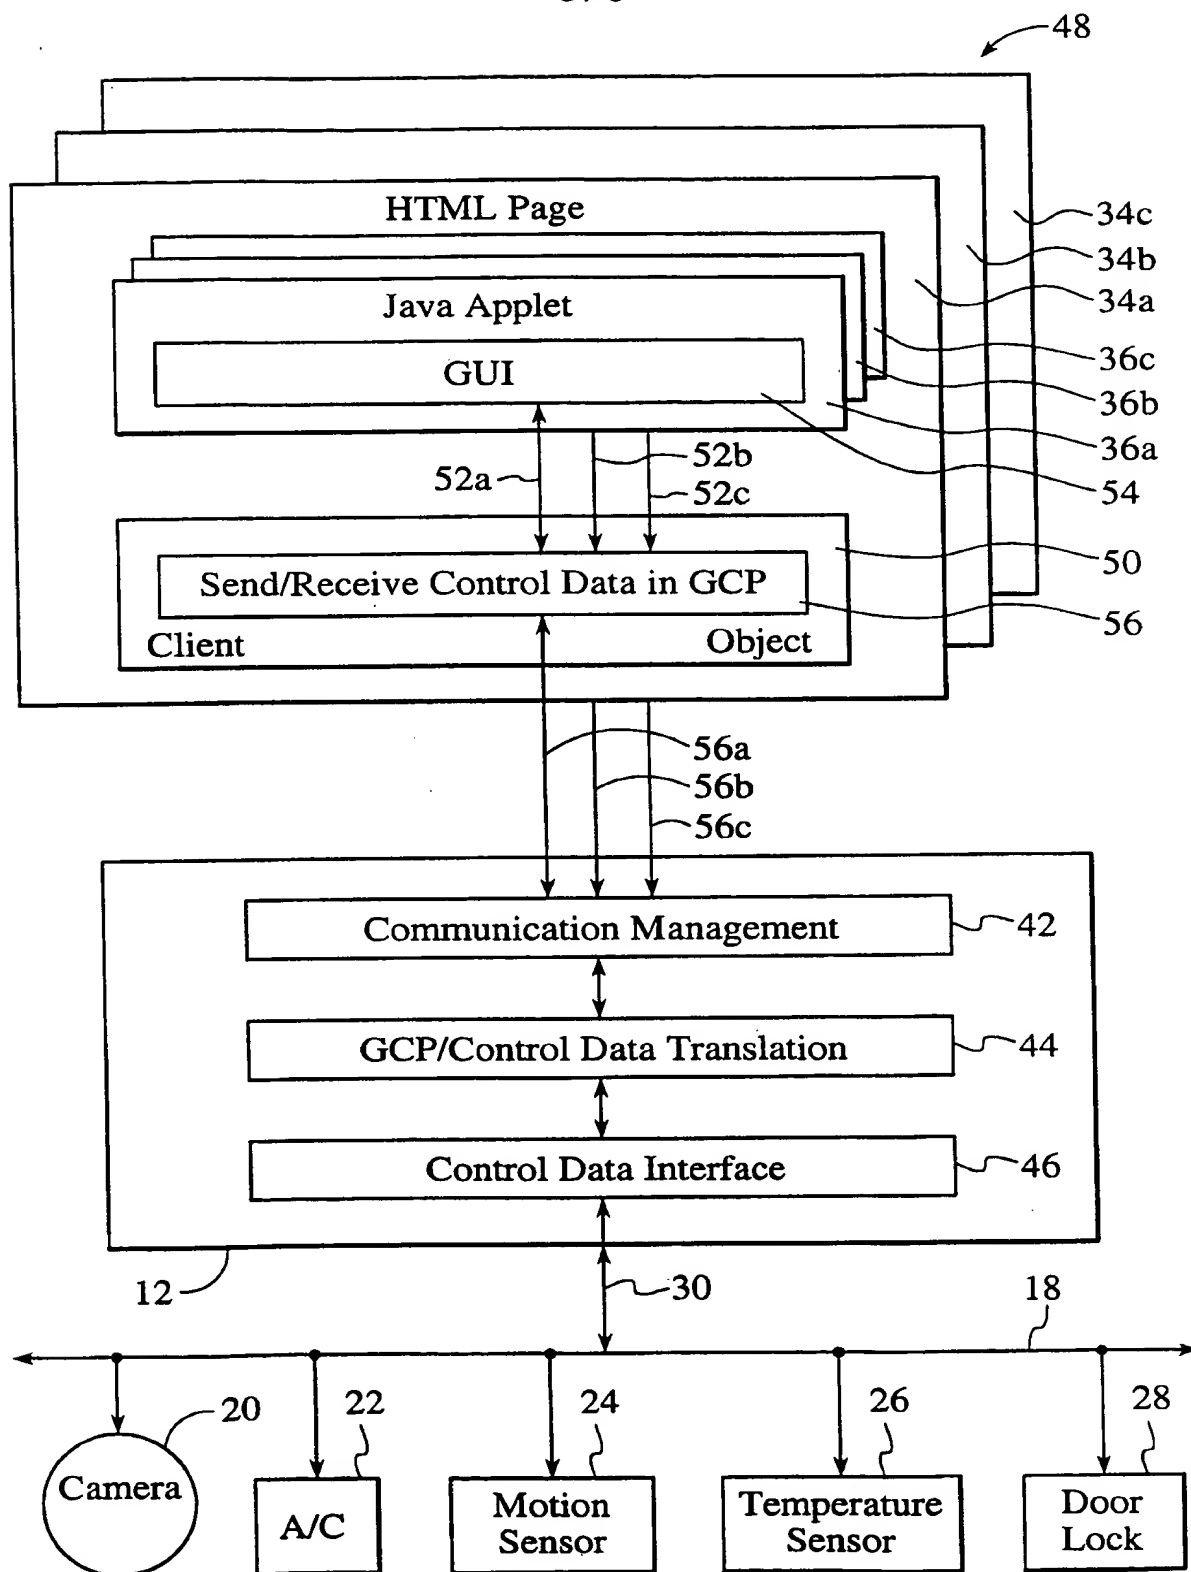 48
HTML Page
34c
34b
34a
Java Applet
36c
GUI
36b
36a
52b
52a
54
52c
50
Send/Receive Control Data in GCP
56
Client
Object
56a
56b
56c
Communication Management
42
GCP/Control Data Translation
44
Control Data Interface
46
12
30
18
20
22
24
26
28
Camera
A/C
Motion
Sensor
Temperature
Sensor
Door
Lock